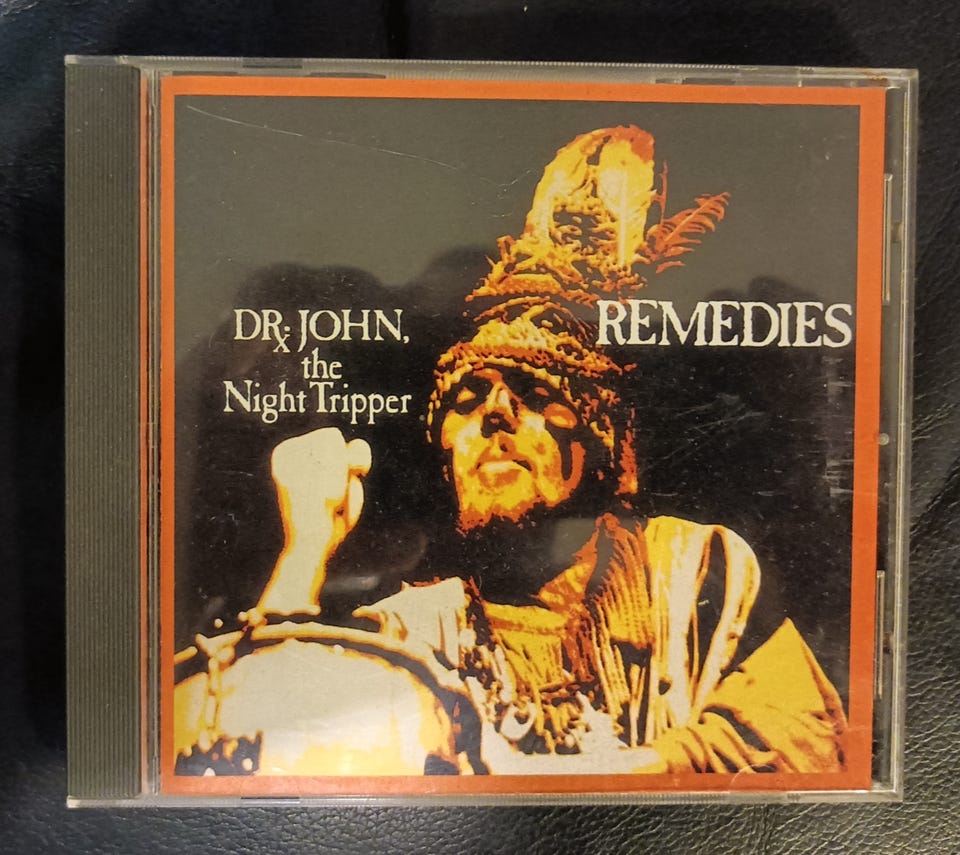 DR. JOHN,
x
the
Night Tripper
REMEDIES